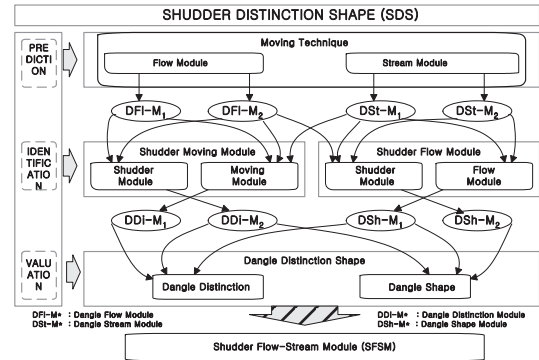 SHUDDER DISTINCTION SHAPE (SDS)
PRE
DICTI
ON
Moving Technique
Flow Module
Stream Module
DFl-M1
DFl-M2
DSt-M1
DSt-M2
IDEN
TIFIC
ATIO
N
Shudder Moving Module
Shudder
Module
Moving
Module
Shudder Flow Module
Shudder
Module
Flow
Module
DDi-M1
DDi-M2
DSh-M1
DSh-M2
VALU
ATIO
N
Dangle Distinction Shape
Dangle Distinction
Dangle Shape
DFl-M* : Dangle Flow Module
DSt-M* : Dangle Stream Module
DDi-M* : Dangle Distinction Module
DSh-M* : Dangle Shape Module
Shudder Flow-Stream Module (SFSM)